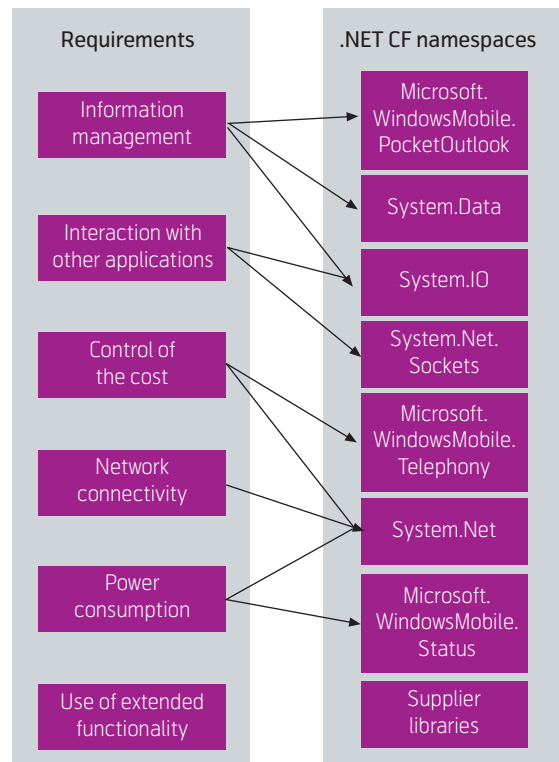 Requirements
Information
management
Interaction with
other applications
Control of
the cost
Network
connectivity
Power
consumption
Use of extended
functionality
.NET CF namespaces
Microsoft.
WindowsMobile.
PocketOutlook
System.Data
System.IO
System.Net.
Sockets
Microsoft.
WindowsMobile.
Telephony
System.Net
Microsoft.
WindowsMobile.
Status
Supplier
libraries